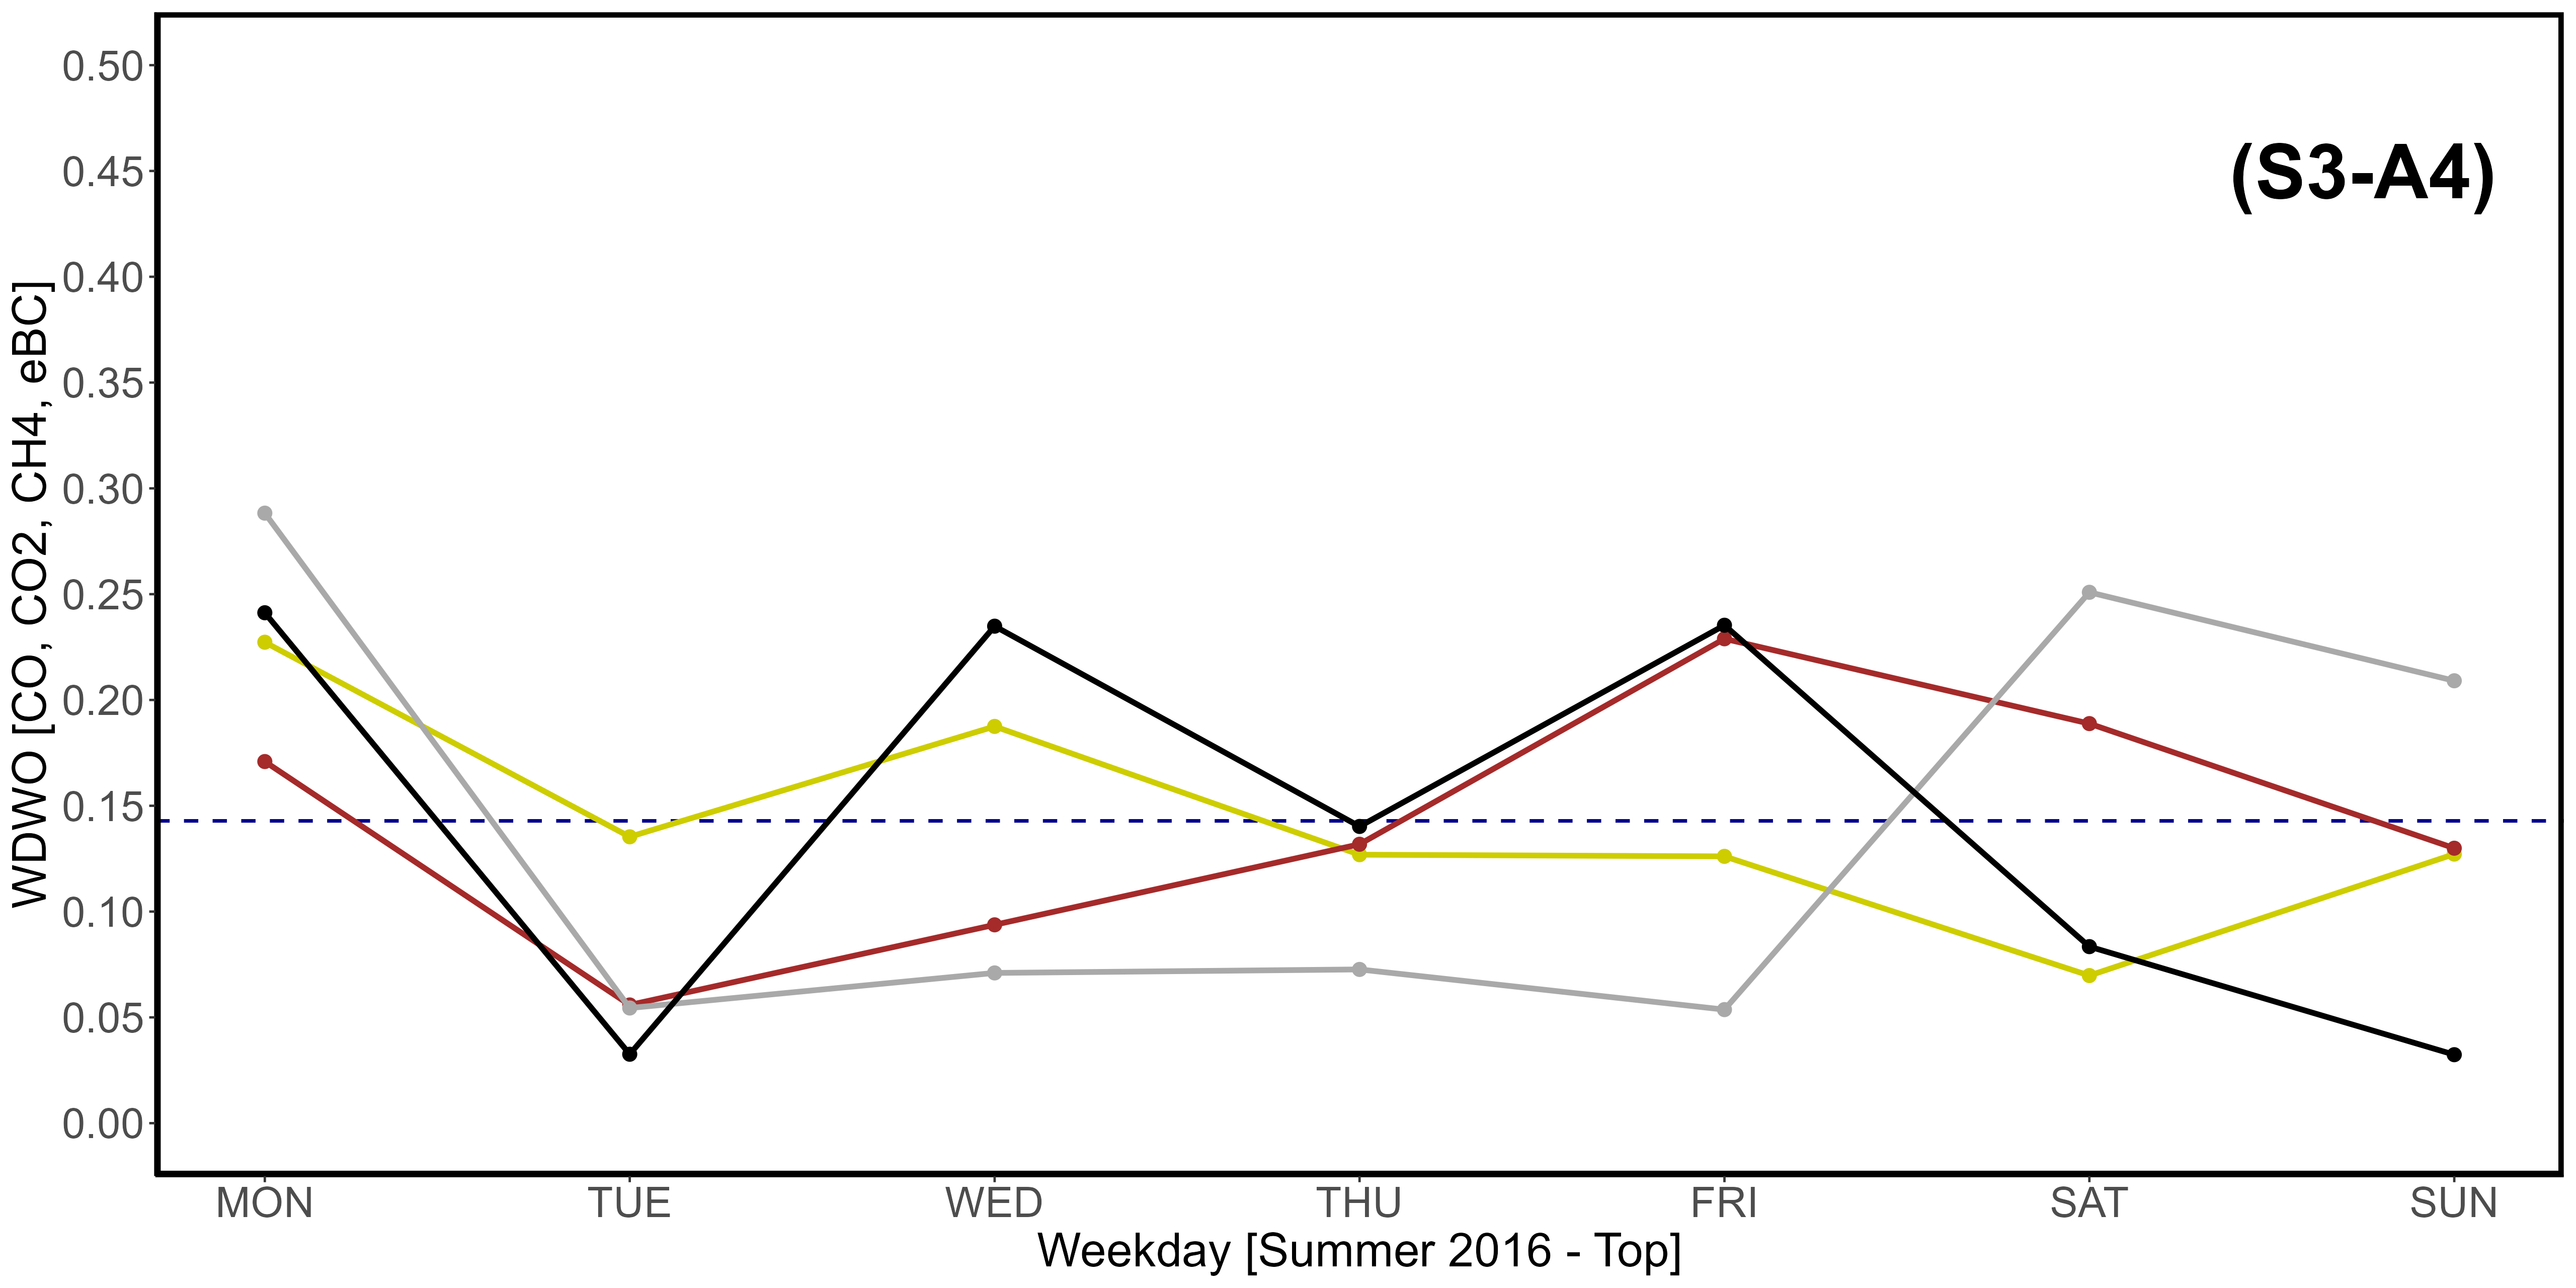 (S3-A4)
WDWO [CO, CO2, CH4, eBC]
0.50
0.45
0.40
0.35
0.30
0.25
0.20
0.15
0.10
0.05
0.00
MON TUE WED THU FRI SAT SUN
Weekday [Summer 2016 - Top]